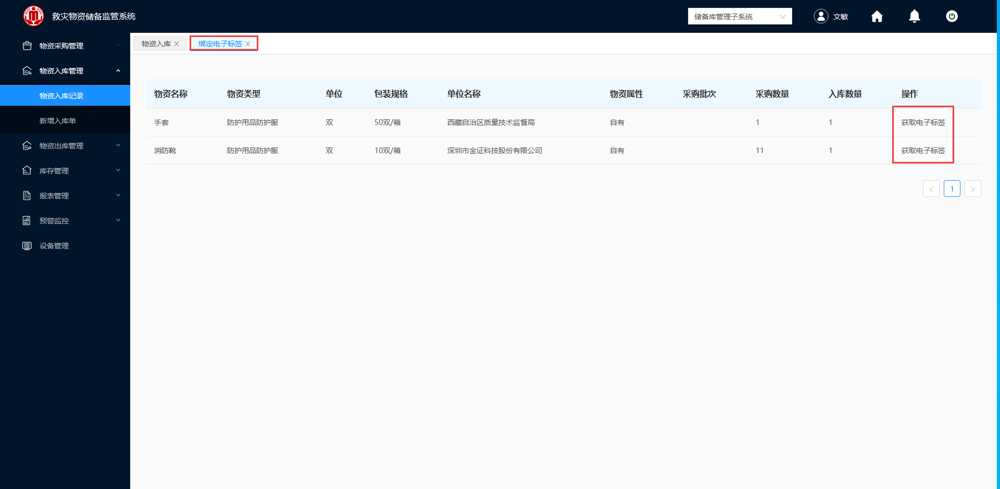 救灾物资储备监管系统
储备库管理子系统
文敏
物资采购管理
物资入库管理
物资入库记录
新增入库单
物资出库管理
库存管理
报表管理
预警监控
设备管理
物资入库 X 绑定电子标签 X
物资名称 物资类型 单位 包装规格 单位名称 物资属性 采购批次 采购数量 入库数量 操作
手套 防护用品防护服 双 50双/箱 西藏自治区质量技术监督局 自有 1 1 获取电子标签
消防靴 防护用品防护服 双 10双/箱 深圳市金证科技股份有限公司 自有 11 1 获取电子标签
< 1 >